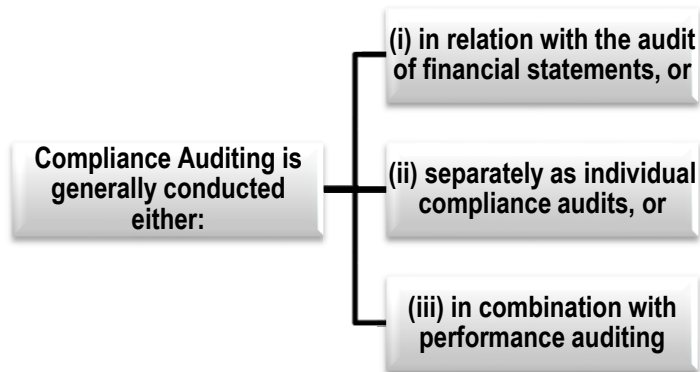 Compliance Auditing is
generally conducted
either:
(i) in relation with the audit
of financial statements, or
(ii) separately as individual
compliance audits, or
(iii) in combination with
performance auditing